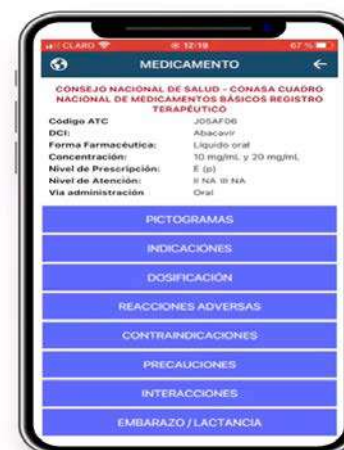 CLARO 12:18 67 %
MEDICAMENTO
CONSEJO NACIONAL DE SALUD - CONASA CUADRO
NACIONAL DE MEDICAMENTOS BÁSICOS REGISTRO
TERAPÉUTICO
Código ATC J05AF06
DCI: Abacavir
Forma Farmacéutica: Líquido oral
Concentración: 10 mg/mL y 20 mg/mL
Nivel de Prescripción: E (p)
Nivel de Atención: II NA III NA
Via administración Oral
PICTOGRAMAS
INDICACIONES
DOSIFICACIÓN
REACCIONES ADVERSAS
CONTRAINDICACIONES
PRECAUCIONES
INTERACCIONES
EMBARAZO / LACTANCIA